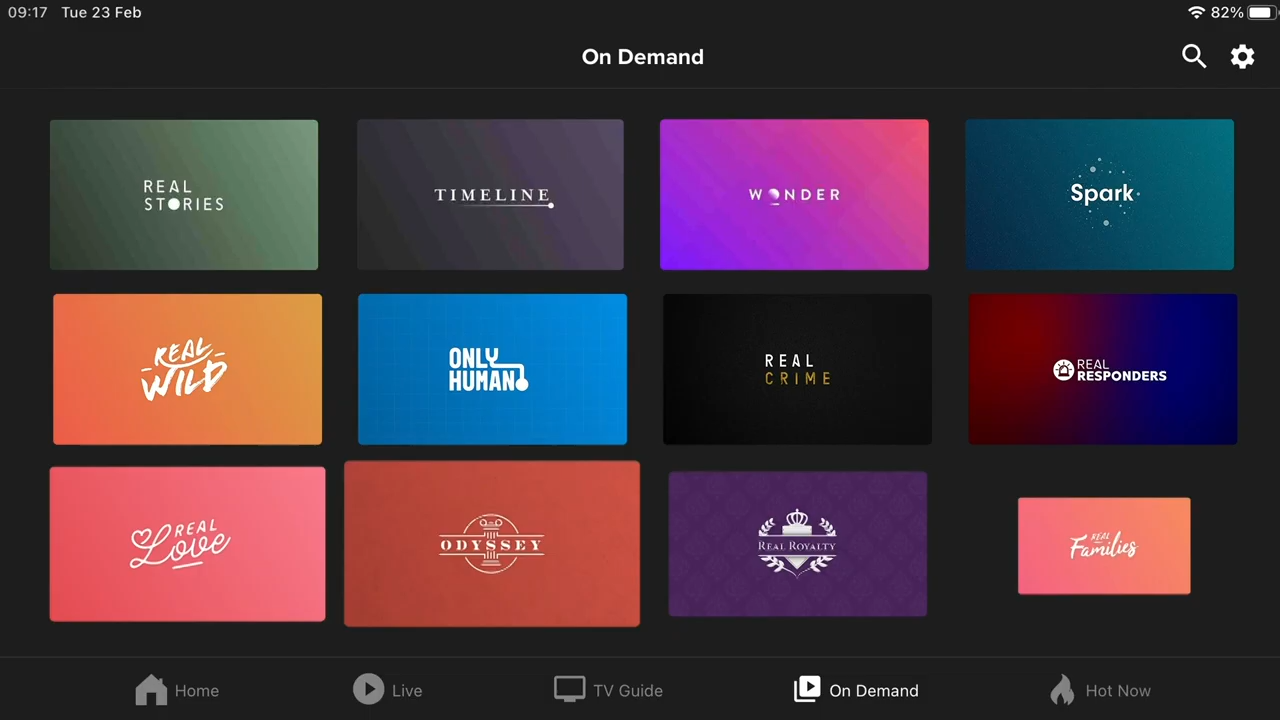 09:17 Tue 23 Feb
82%
On Demand
REAL
STORIES
TIMELINE
WONDER
Spark
REAL
WILD
ONLY
HUMAN
REAL
CRIME
REAL
RESPONDERS
REAL
Love
ODYSSEY
REAL ROYALTY
REAL
Families
Home
Live
TV Guide
On Demand
Hot Now